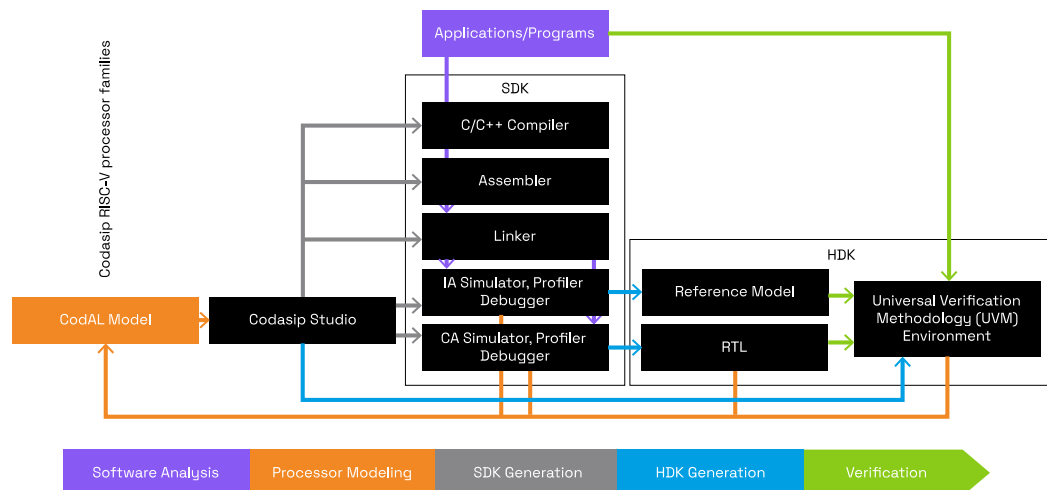 Applications/Programs
SDK
C/C++ Compiler
Assembler
Linker
IA Simulator, Profiler
Debugger
CA Simulator, Profiler
Debugger
Codasip RISC-V processor families
CodAL Model
Codasip Studio
HDK
Reference Model
RTL
Universal Verification
Methodology (UVM)
Environment
Software Analysis
Processor Modeling
SDK Generation
HDK Generation
Verification